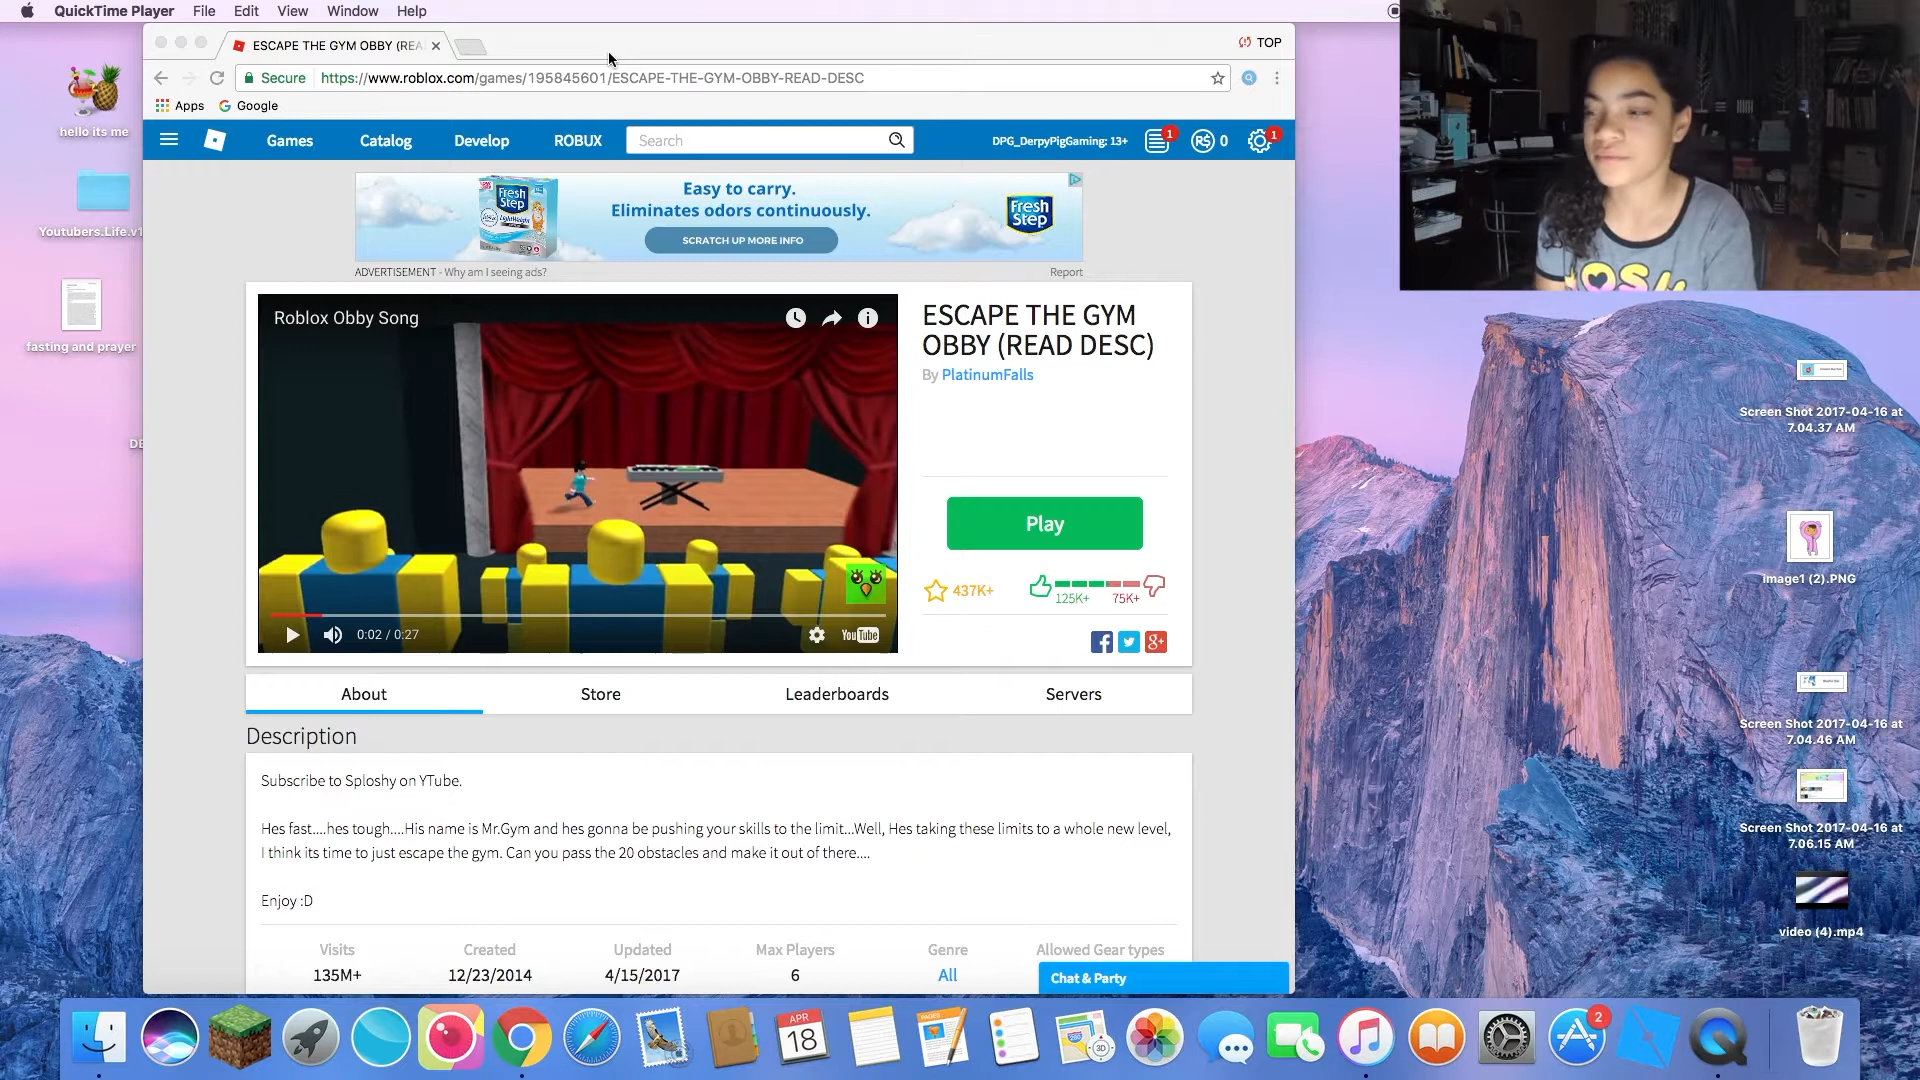 QuickTime Player File Edit View Window Help
ESCAPE THE GYM OBBY (REA
TOP
Secure https://www.roblox.com/games/195845601/ESCAPE-THE-GYM-OBBY-READ-DESC
Apps Google
Games Catalog Develop ROBUX Search DPG_DerpyPigGaming: 13+ 1 R$ 0 1
hello its me
Youtubers.Life.v1
fasting and prayer
DE
Fresh Step
LightWeight
Easy to carry.
Eliminates odors continuously.
SCRATCH UP MORE INFO
Fresh Step
ADVERTISEMENT - Why am I seeing ads? Report
Roblox Obby Song
ESCAPE THE GYM
OBBY (READ DESC)
By PlatinumFalls
Play
437K+ 125K+ 75K+
0:02 / 0:27 YouTube
About Store Leaderboards Servers
Description
Subscribe to Sploshy on YTube.
Hes fast....hes tough....His name is Mr.Gym and hes gonna be pushing your skills to the limit...Well, Hes taking these limits to a whole new level,
I think its time to just escape the gym. Can you pass the 20 obstacles and make it out of there....
Enjoy :D
Visits Created Updated Max Players Genre Allowed Gear types
135M+ 12/23/2014 4/15/2017 6 All
Chat & Party
Screen Shot 2017-04-16 at
7.04.37 AM
image1 (2).PNG
Screen Shot 2017-04-16 at
7.04.46 AM
Screen Shot 2017-04-16 at
7.06.15 AM
video (4).mp4
APR
18
PAGES
3D
2